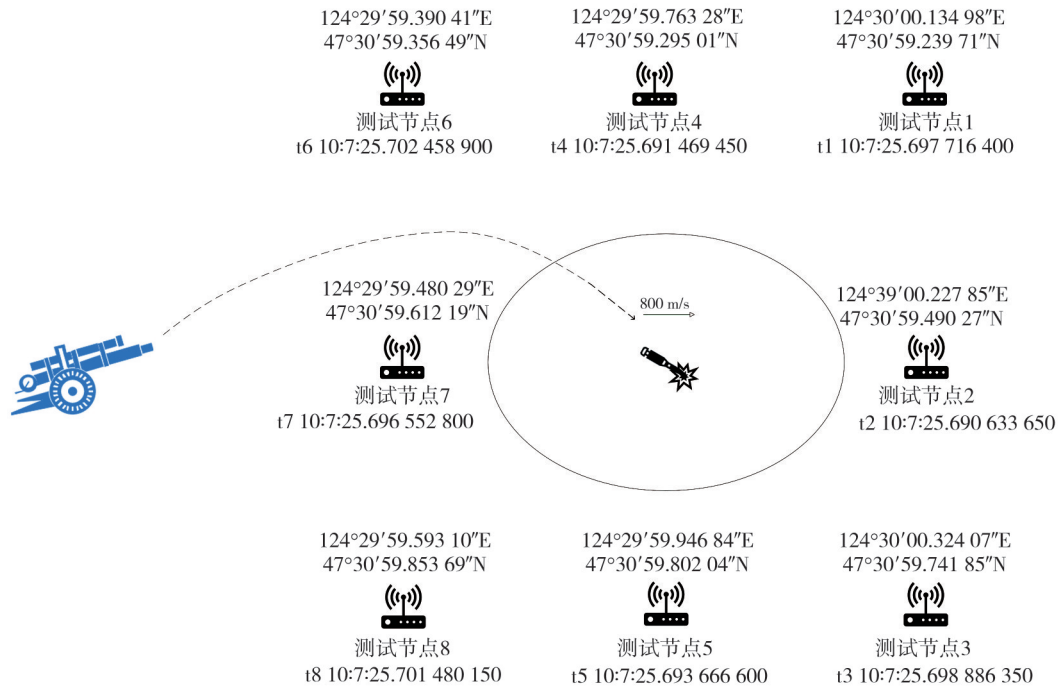 124°29′59.390 41″E
47°30′59.356 49″N
测试节点6
t6 10:7:25.702 458 900
124°29′59.763 28″E
47°30′59.295 01″N
测试节点4
t4 10:7:25.691 469 450
124°30′00.134 98″E
47°30′59.239 71″N
测试节点1
t1 10:7:25.697 716 400
124°29′59.480 29″E
47°30′59.612 19″N
测试节点7
t7 10:7:25.696 552 800
800 m/s
124°39′00.227 85″E
47°30′59.490 27″N
测试节点2
t2 10:7:25.690 633 650
124°29′59.593 10″E
47°30′59.853 69″N
测试节点8
t8 10:7:25.701 480 150
124°29′59.946 84″E
47°30′59.802 04″N
测试节点5
t5 10:7:25.693 666 600
124°30′00.324 07″E
47°30′59.741 85″N
测试节点3
t3 10:7:25.698 886 350